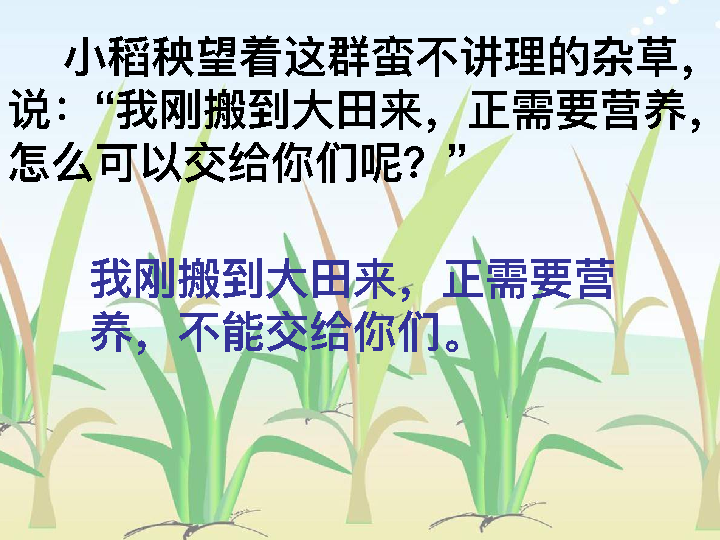 小稻秧望着这群蛮不讲理的杂草，
说：“我刚搬到大田来，正需要营养，
怎么可以交给你们呢？”
我刚搬到大田来，正需要营
养，不能交给你们。